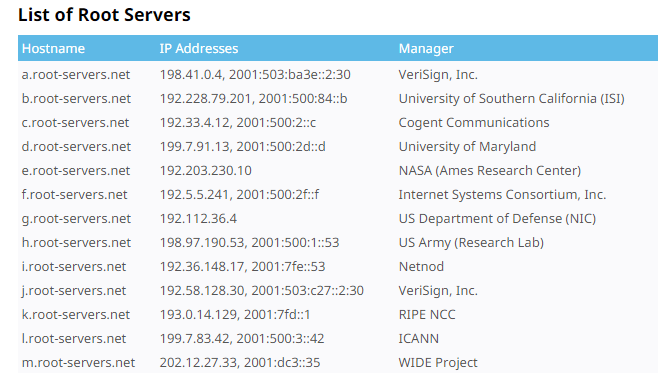 List of Root Servers
Hostname IP Addresses Manager
a.root-servers.net 198.41.0.4, 2001:503:ba3e::2:30 VeriSign, Inc.
b.root-servers.net 192.228.79.201, 2001:500:84::b University of Southern California (ISI)
c.root-servers.net 192.33.4.12, 2001:500:2::c Cogent Communications
d.root-servers.net 199.7.91.13, 2001:500:2d::d University of Maryland
e.root-servers.net 192.203.230.10 NASA (Ames Research Center)
f.root-servers.net 192.5.5.241, 2001:500:2f::f Internet Systems Consortium, Inc.
g.root-servers.net 192.112.36.4 US Department of Defense (NIC)
h.root-servers.net 198.97.190.53, 2001:500:1::53 US Army (Research Lab)
i.root-servers.net 192.36.148.17, 2001:7fe::53 Netnod
j.root-servers.net 192.58.128.30, 2001:503:c27::2:30 VeriSign, Inc.
k.root-servers.net 193.0.14.129, 2001:7fd::1 RIPE NCC
l.root-servers.net 199.7.83.42, 2001:500:3::42 ICANN
m.root-servers.net 202.12.27.33, 2001:dc3::35 WIDE Project